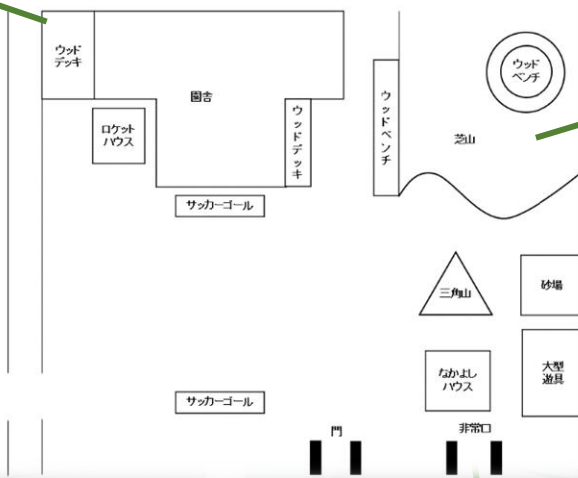 ウッド
デッキ
園舎
ロケット
ハウス
ウッドデッキ
ウッドベンチ
ウッド
ベンチ
芝山
サッカーゴール
三角山
砂場
なかよし
ハウス
大型
遊具
サッカーゴール
門
非常口